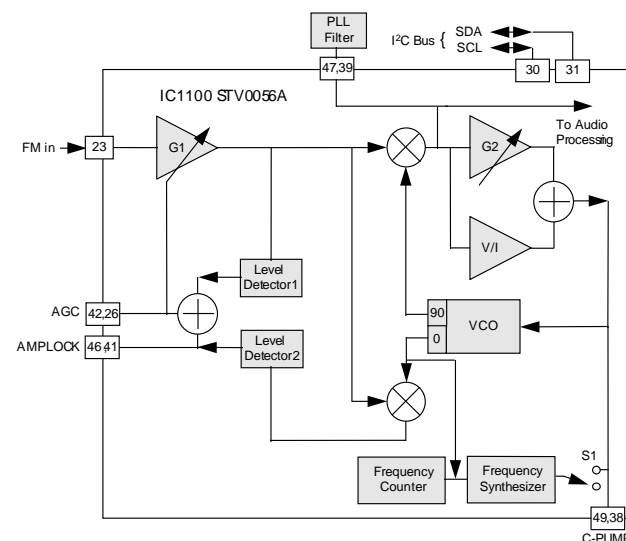 PLL
Filter
I²C Bus { SDA
SCL
47,39
30
31
IC1100 STV0056A
To Audio
Processing
FM in
23
G1
G2
V/I
Level
Detector1
AGC
42,26
90
0
VCO
AMPLOCK
46,41
Level
Detector2
Frequency
Counter
Frequency
Synthesizer
S1
49,38
C-PUMP